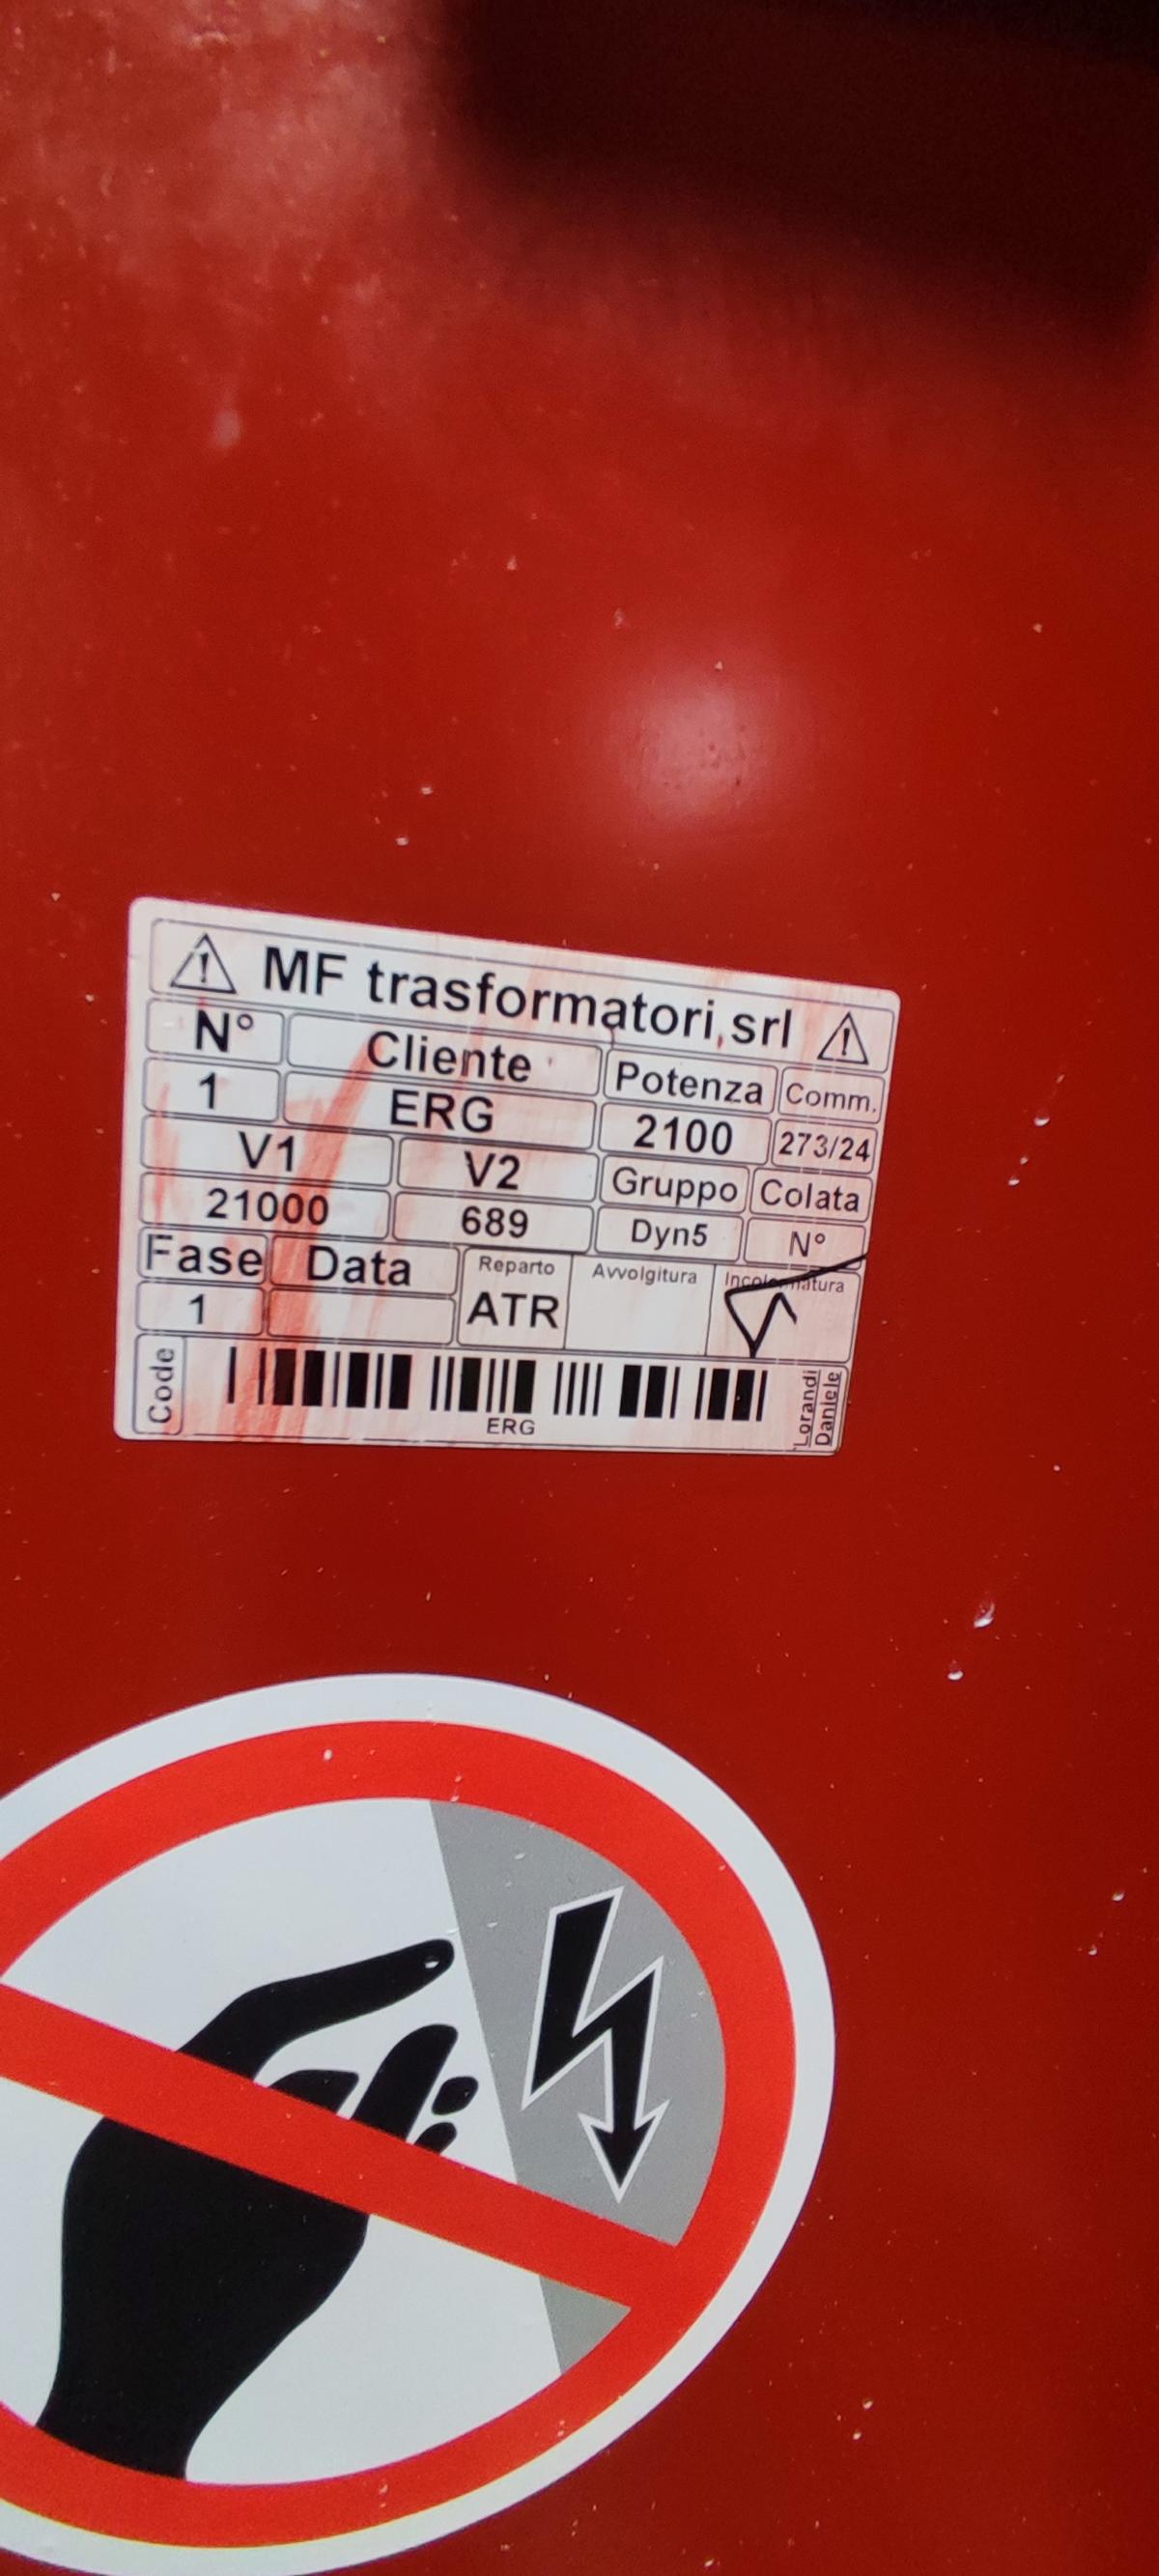 MF trasformatori srl
N° Cliente Potenza Comm.
1 ERG 2100 273/24
V1 V2 Gruppo Colata
21000 689 Dyn5 N°
Fase Data Reparto Avvolgitura Incolonnatura
1 ATR
Code
ERG
Lorandi
Daniele